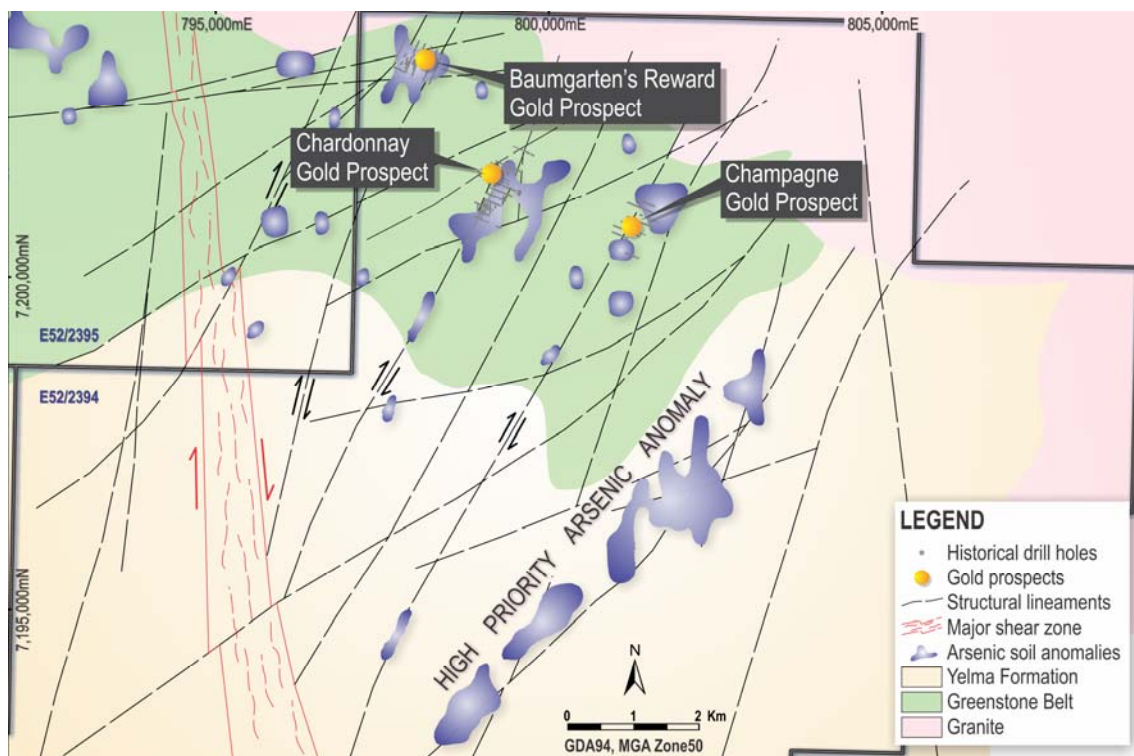 795,000mE
800,000mE
805,000mE
Baumgarten's Reward
Gold Prospect
Chardonnay
Gold Prospect
Champagne
Gold Prospect
7,200,000mN
E52/2395
E52/2394
HIGH PRIORITY ARSENIC ANOMALY
7,195,000mN
LEGEND
Historical drill holes
Gold prospects
Structural lineaments
Major shear zone
Arsenic soil anomalies
Yelma Formation
Greenstone Belt
Granite
N
0 1 2 Km
GDA94, MGA Zone50